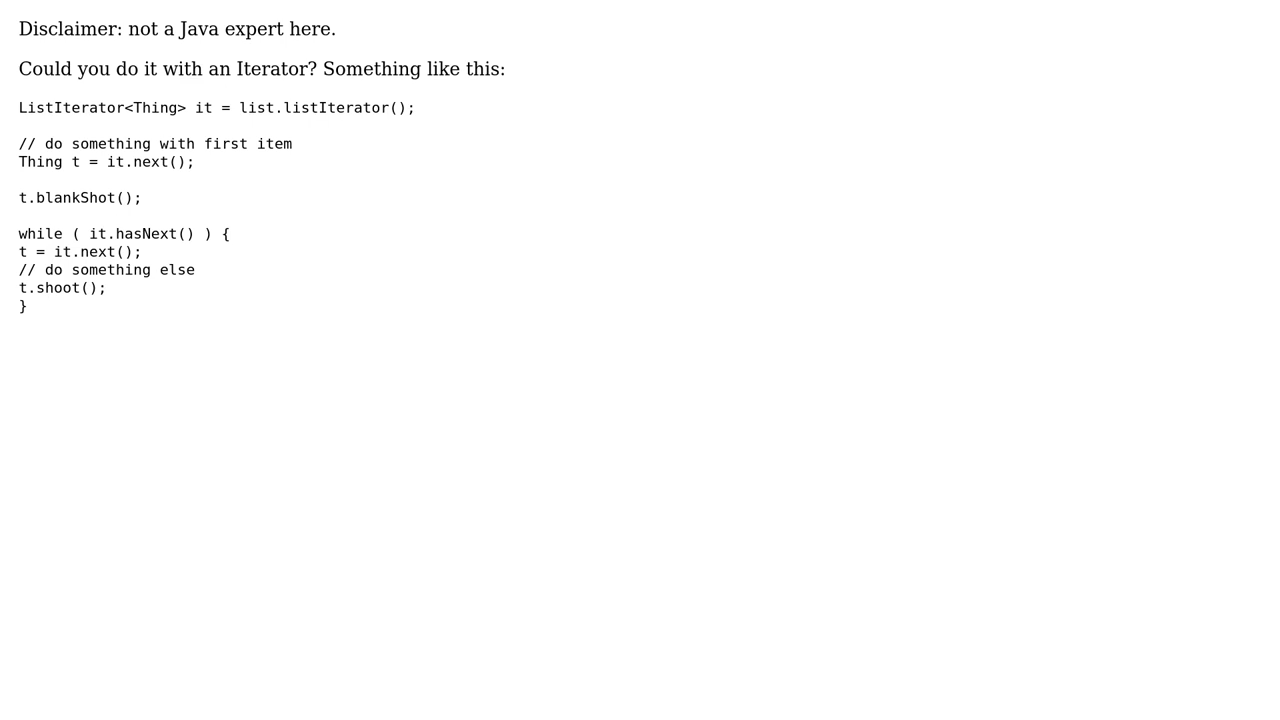 Disclaimer: not a Java expert here.
Could you do it with an Iterator? Something like this:
ListIterator<Thing> it = list.listIterator();
// do something with first item
Thing t = it.next();
t.blankShot();
while ( it.hasNext() ) {
t = it.next();
// do something else
t.shoot();
}